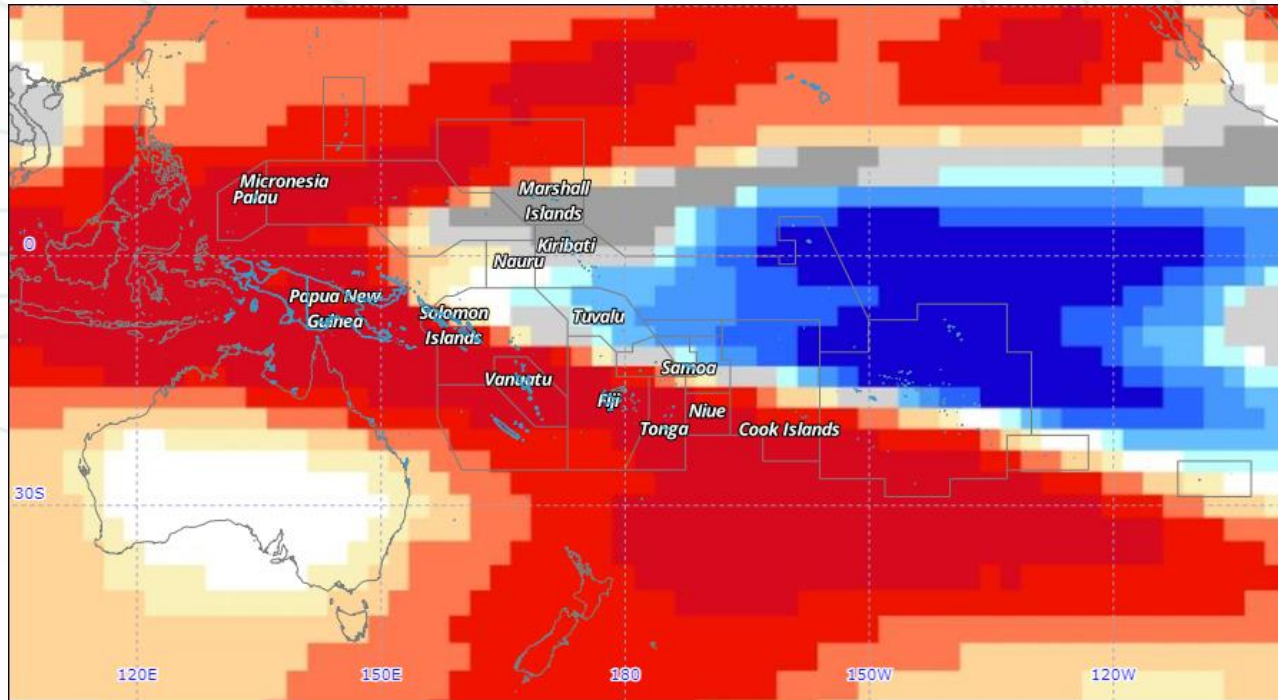 Micronesia
Palau
Marshall
Islands
0
Kiribati
Nauru
Papua New
Guinea
Solomon
Islands
Tuvalu
Samoa
Vanuatu
Fiji
Niue
Tonga
Cook Islands
30S
120E
150E
180
150W
120W